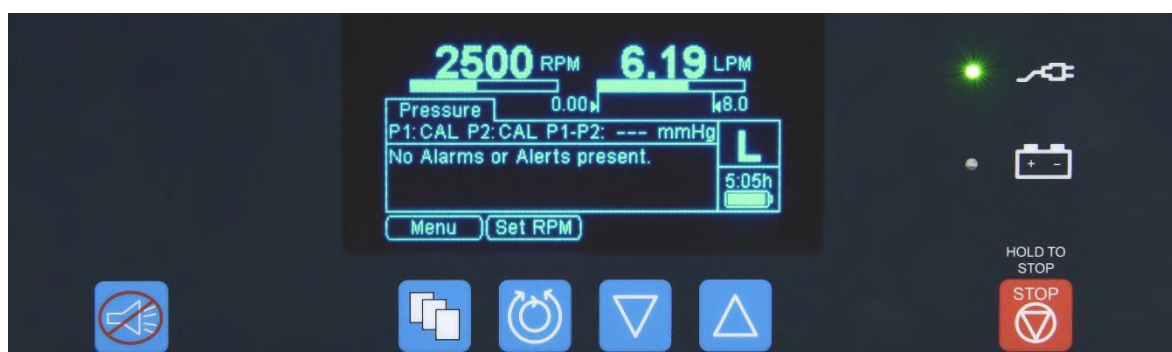 2500 RPM 6.19 LPM
0.00 8.0
Pressure
P1: CAL P2: CAL P1-P2: --- mmHg
No Alarms or Alerts present.
L
5:05h
Menu Set RPM
HOLD TO
STOP
STOP